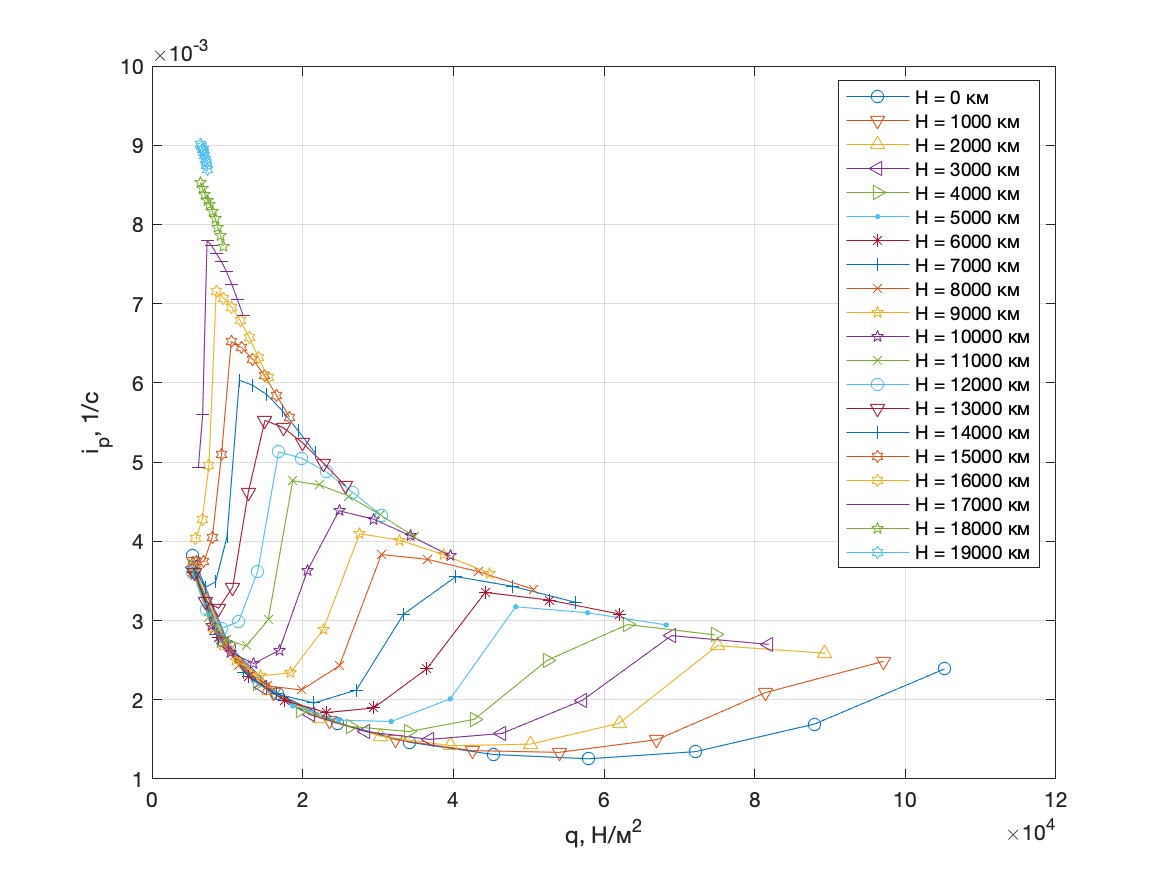 ×10⁻³
10
9
8
7
6
5
4
3
2
1
iₚ, 1/с
0
2
4
6
8
10
12
×10⁴
q, Н/м²
H = 0 км
H = 1000 км
H = 2000 км
H = 3000 км
H = 4000 км
H = 5000 км
H = 6000 км
H = 7000 км
H = 8000 км
H = 9000 км
H = 10000 км
H = 11000 км
H = 12000 км
H = 13000 км
H = 14000 км
H = 15000 км
H = 16000 км
H = 17000 км
H = 18000 км
H = 19000 км